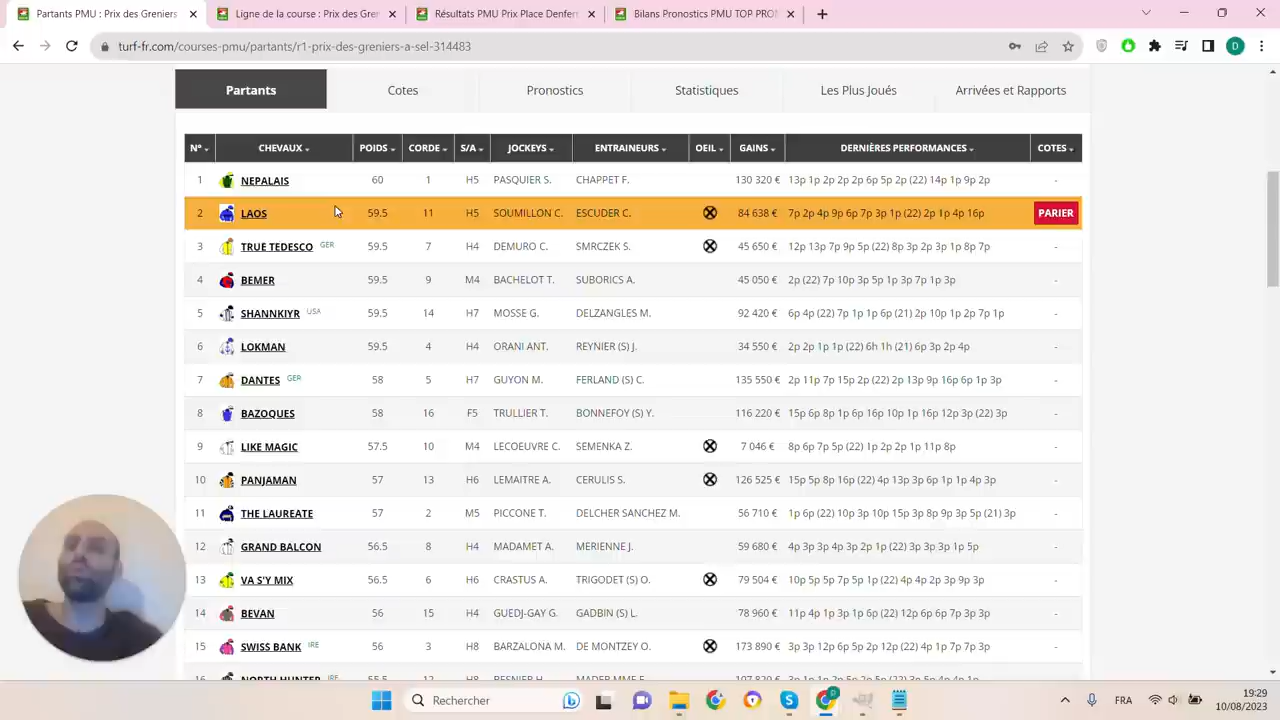 Partants PMU : Prix des Greniers
Ligne de la course : Prix des Gren
Résultats PMU Prix Place Denfer
Bilans Pronostics PMU TOP PRO
turf-fr.com/courses-pmu/partants/r1-prix-des-greniers-a-sel-314483
D
Partants Cotes Pronostics Statistiques Les Plus Joués Arrivées et Rapports
N° CHEVAUX POIDS CORDE S/A JOCKEYS ENTRAINEURS OEIL GAINS DERNIÈRES PERFORMANCES COTES
1 NEPALAIS 60 1 H5 PASQUIER S. CHAPPET F. 130 320 € 13p 1p 2p 2p 2p 6p 5p 2p (22) 14p 1p 9p 2p -
2 LAOS 59.5 11 H5 SOUMILLON C. ESCUDER C. 84 638 € 7p 2p 4p 9p 6p 7p 3p 1p (22) 2p 1p 4p 16p PARIER
3 TRUE TEDESCO GER 59.5 7 H4 DEMURO C. SMRCZEK S. 45 650 € 12p 13p 7p 9p 5p (22) 8p 3p 2p 3p 1p 8p 7p -
4 BEMER 59.5 9 M4 BACHELOT T. SUBORICS A. 45 050 € 2p (22) 7p 10p 3p 5p 1p 3p 7p 1p 3p -
5 SHANNKIYR USA 59.5 14 H7 MOSSE G. DELZANGLES M. 92 420 € 6p 4p (22) 7p 1p 1p 6p (21) 2p 10p 1p 2p 7p 1p -
6 LOKMAN 59.5 4 H4 ORANI ANT. REYNIER (S) J. 34 550 € 2p 2p 1p 1p (22) 6h 1h (21) 6p 3p 2p 4p -
7 DANTES GER 58 5 H7 GUYON M. FERLAND (S) C. 135 550 € 2p 11p 7p 15p 2p (22) 2p 13p 9p 16p 6p 1p 3p -
8 BAZOQUES 58 16 F5 TRULLIER T. BONNEFOY (S) Y. 116 220 € 15p 6p 8p 1p 6p 16p 10p 1p 16p 12p 3p (22) 3p -
9 LIKE MAGIC 57.5 10 M4 LECOEUVRE C. SEMENKA Z. 7 046 € 8p 6p 7p 5p (22) 1p 2p 2p 1p 11p 8p -
10 PANJAMAN 57 13 H6 LEMAITRE A. CERULIS S. 126 525 € 15p 5p 8p 16p (22) 4p 13p 3p 6p 1p 1p 4p 3p -
11 THE LAUREATE 57 2 M5 PICCONE T. DELCHER SANCHEZ M. 56 710 € 1p 6p (22) 10p 3p 10p 15p 3p 8p 9p 3p 5p (21) 3p -
12 GRAND BALCON 56.5 8 H4 MADAMET A. MERIENNE J. 59 680 € 4p 3p 3p 4p 3p 2p 1p (22) 3p 3p 3p 1p 5p -
13 VA S'Y MIX 56.5 6 H6 CRASTUS A. TRIGODET (S) O. 79 504 € 10p 5p 5p 7p 5p 1p (22) 4p 4p 2p 3p 9p 3p -
14 BEVAN 56 15 H4 GUEDJ-GAY G. GADBIN (S) L. 78 960 € 11p 4p 1p 3p 1p 6p (22) 12p 6p 6p 7p 3p 3p -
15 SWISS BANK IRE 56 3 H8 BARZALONA M. DE MONTZEY O. 173 890 € 3p 3p 12p 6p 5p 2p 12p (22) 4p 1p 7p 7p 3p -
Rechercher
FRA
19:29
10/08/2023